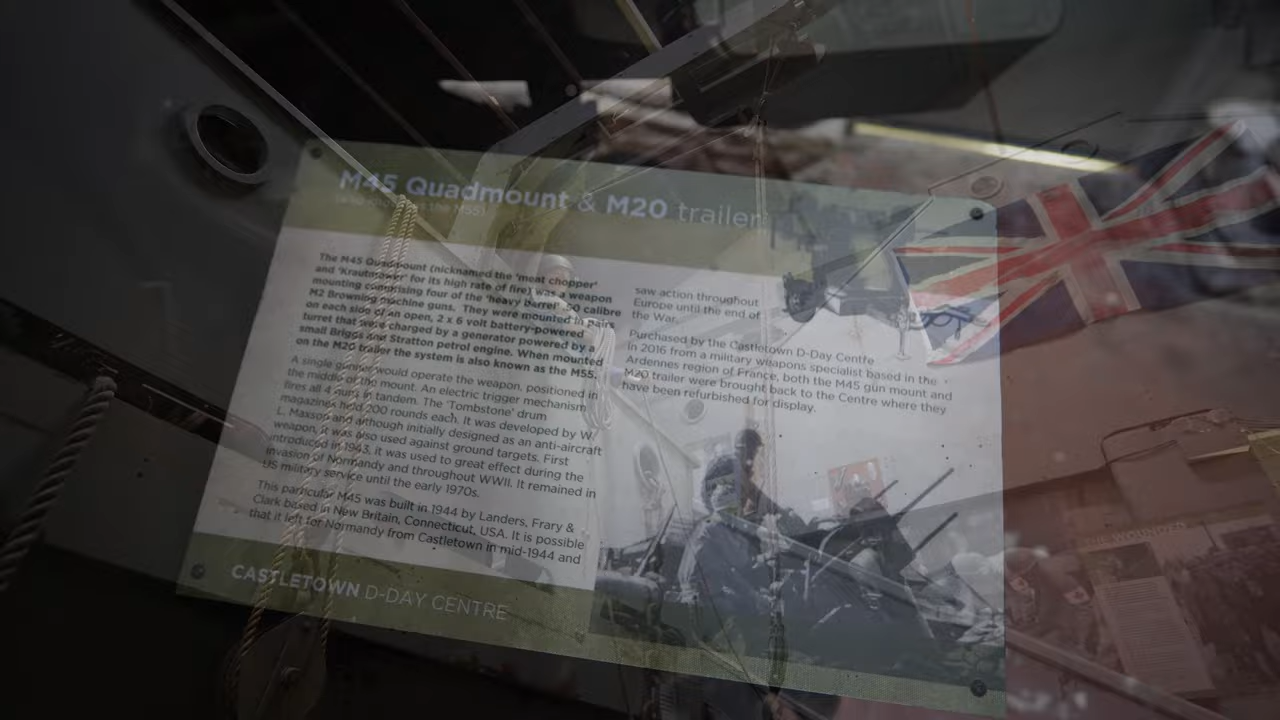 M45 Quadmount & M20 trailer
(also known as the M55)
The M45 Quadmount (nicknamed the 'meat chopper'
and 'Krautmower' for its high rate of fire) was a weapon
mounting comprising four of the 'heavy barrel' .50 calibre
M2 Browning machine guns. They were mounted in pairs
on each side of an open, 2 x 6 volt battery-powered
turret that were charged by a generator powered by a
small Briggs and Stratton petrol engine. When mounted
on the M20 trailer the system is also known as the M55.
A single gunner would operate the weapon, positioned in
the middle of the mount. An electric trigger mechanism
fires all 4 guns in tandem. The 'Tombstone' drum
magazines held 200 rounds each. It was developed by W.
L. Maxson and although initially designed as an anti-aircraft
weapon, it was also used against ground targets. First
introduced in 1943, it was used to great effect during the
invasion of Normandy and throughout WWII. It remained in
US military service until the early 1970s.
This particular M45 was built in 1944 by Landers, Frary &
Clark based in New Britain, Connecticut, USA. It is possible
that it left for Normandy from Castletown in mid-1944 and
saw action throughout
Europe until the end of
the War.
Purchased by the Castletown D-Day Centre
in 2016 from a military weapons specialist based in the
Ardennes region of France, both the M45 gun mount and
M20 trailer were brought back to the Centre where they
have been refurbished for display.
CASTLETOWN D-DAY CENTRE
THE WOUNDED